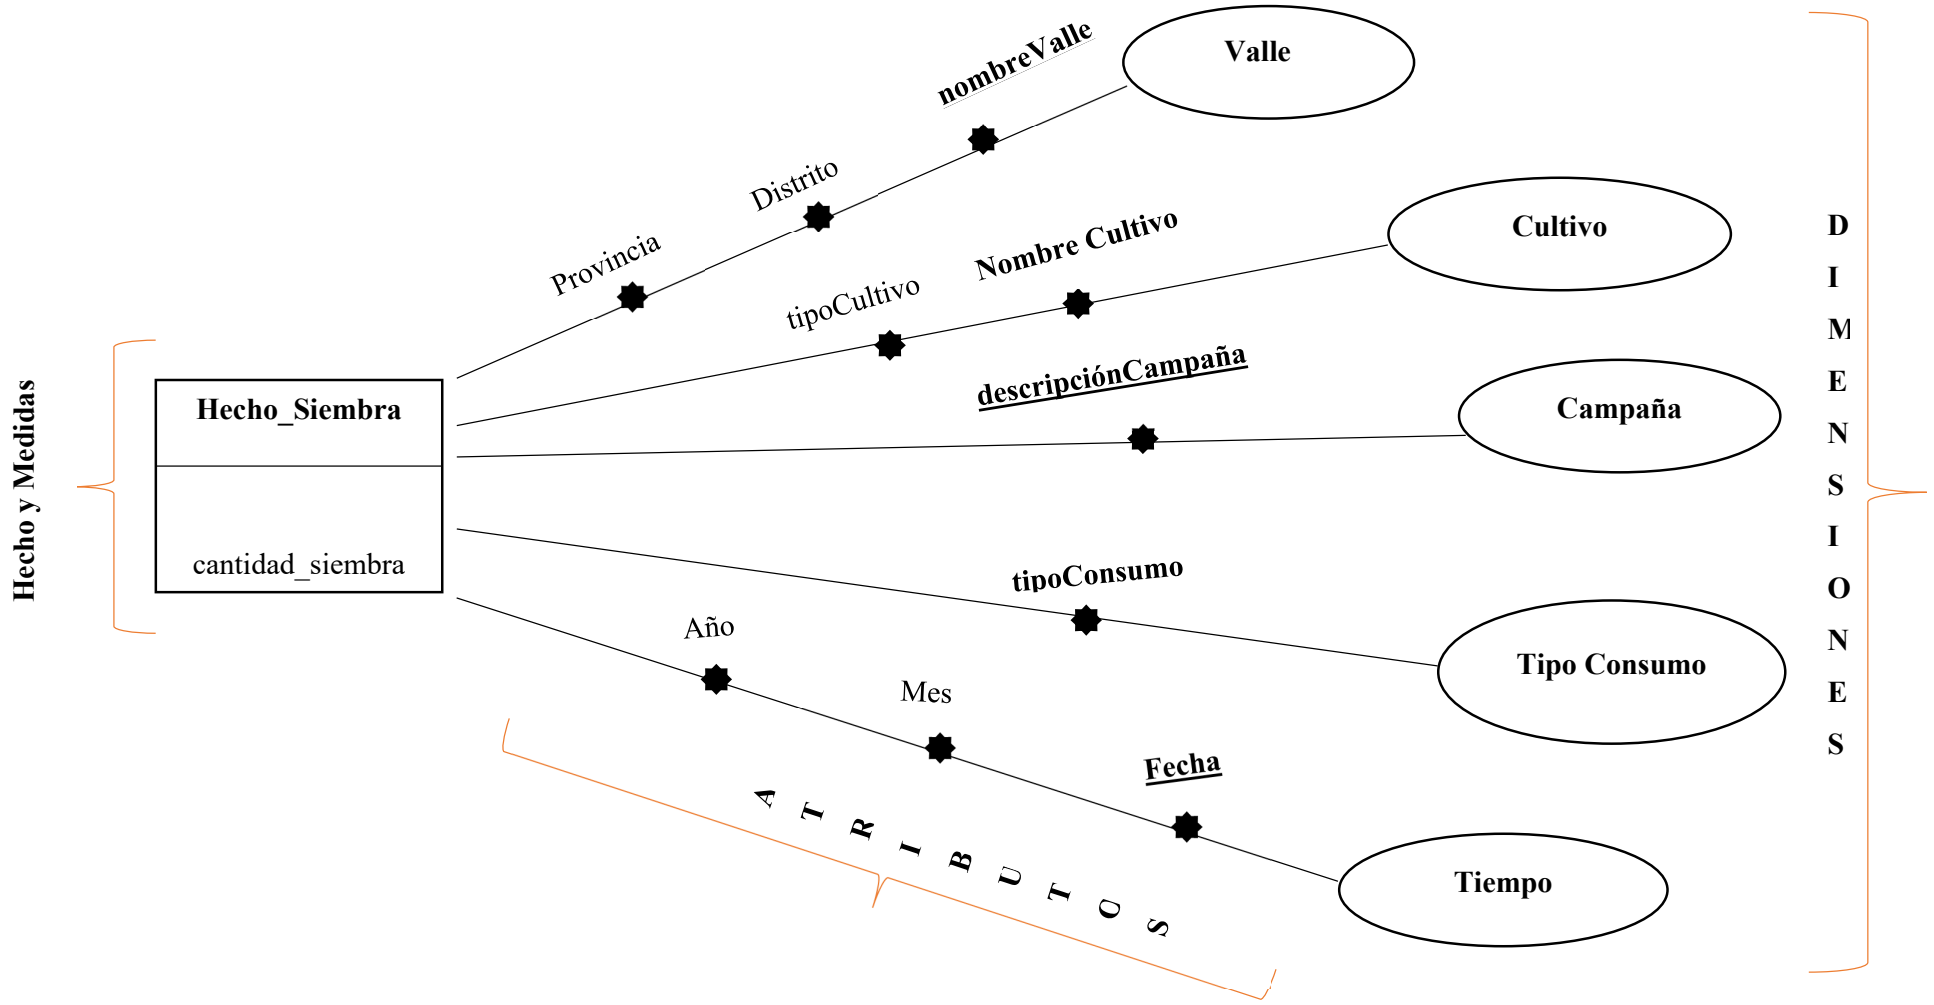 nombreValle
Valle
Distrito
Provincia
Nombre Cultivo
Cultivo
tipoCultivo
descripciónCampaña
Campaña
Hecho y Medidas
Hecho_Siembra
cantidad_siembra
tipoConsumo
Tipo Consumo
Año
Mes
Fecha
Tiempo
ATRIBUTOS
D
I
M
E
N
S
I
O
N
E
S